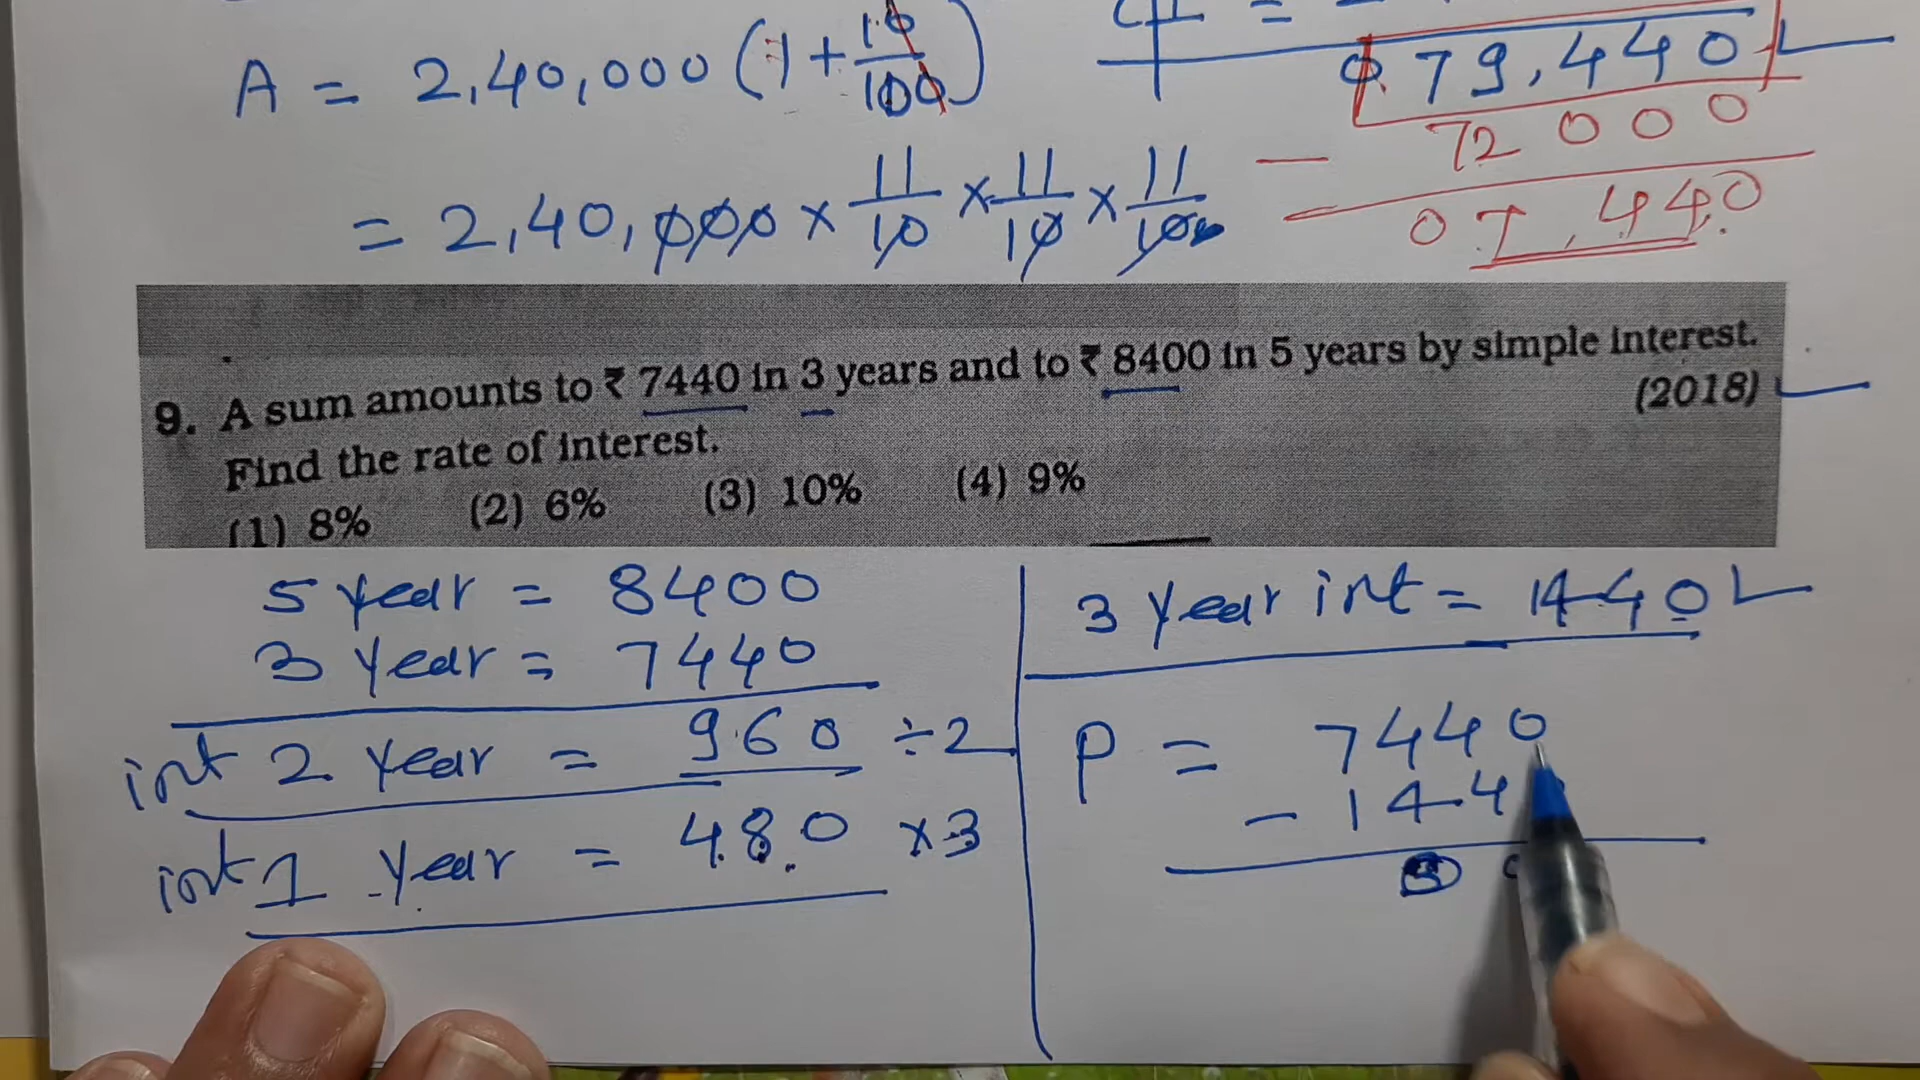 A = 2,40,000 (1 + 10/100)
CI =
79,440
72000
= 2,40,000 × 11/10 × 11/10 × 11/10
— 07,440
9. A sum amounts to ₹ 7440 in 3 years and to ₹ 8400 in 5 years by simple interest.
Find the rate of interest. (2018)
(1) 8% (2) 6% (3) 10% (4) 9%
5 year = 8400
3 year = 7440
int 2 year = 960 ÷2
int 1 year = 480 ×3
3 year int = 1440
P = 7440
- 144